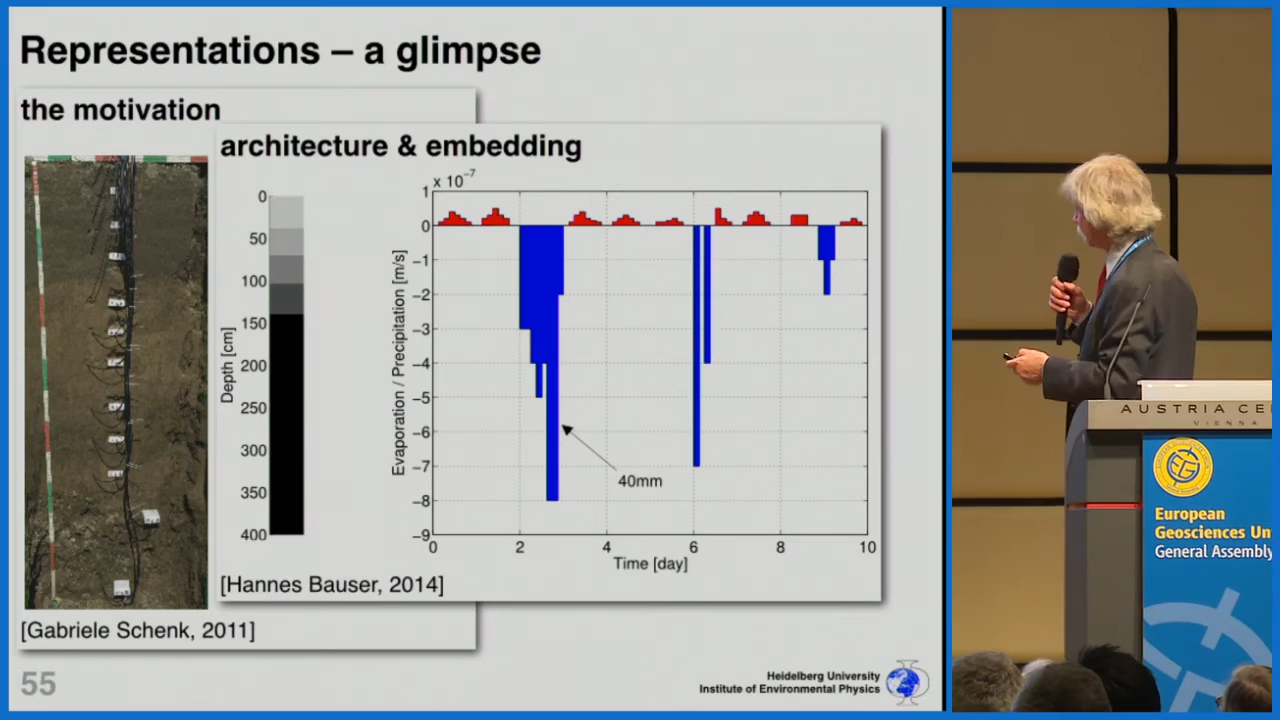 Representations – a glimpse
the motivation
architecture & embedding
x 10⁻⁷
1
0
−1
−2
−3
−4
−5
−6
−7
−8
−9
Evaporation / Precipitation [m/s]
0
50
100
150
200
250
300
350
400
Depth [cm]
40mm
0
2
4
6
8
10
Time [day]
[Hannes Bauser, 2014]
[Gabriele Schenk, 2011]
55
Heidelberg University
Institute of Environmental Physics
AUSTRIA CE
VIENNA
European
Geosciences Un
General Assembly